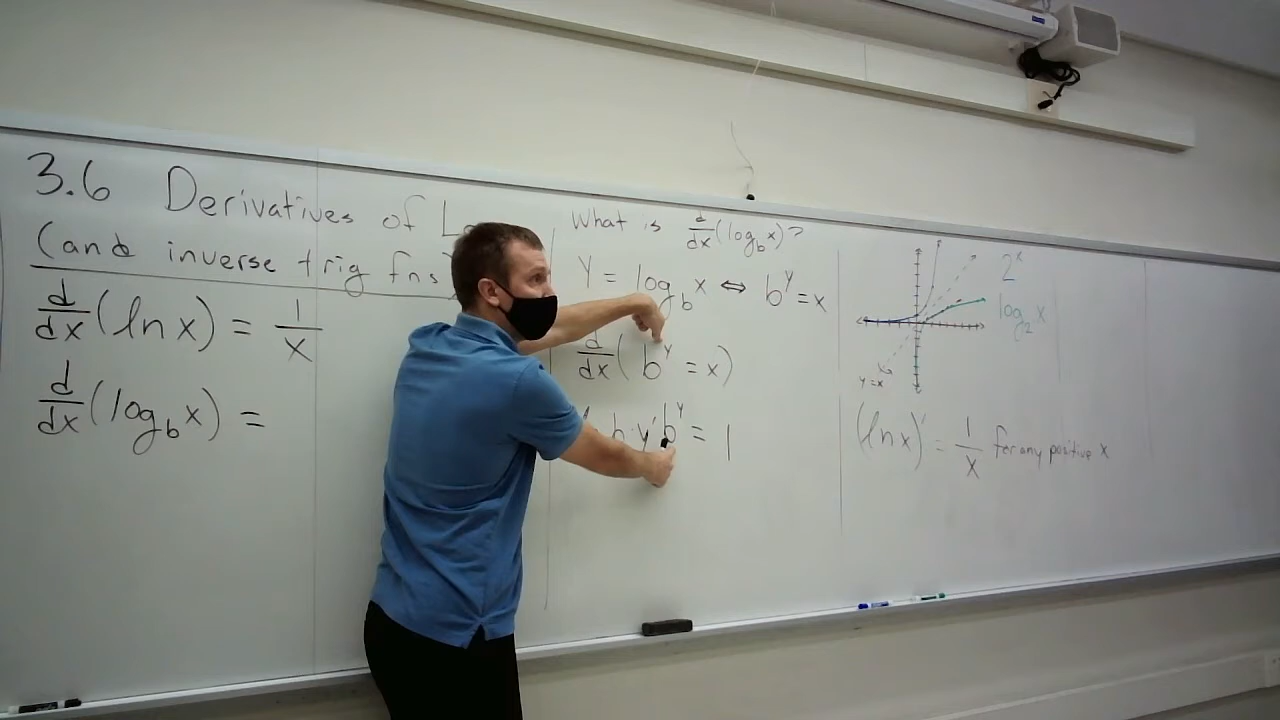 3.6 Derivatives of
(and inverse trig fns)
d/dx (ln x) = 1/x
d/dx (log_b x) =
What is d/dx (log_b x)?
Y = log_b x ⇔ b^y = x
d/dx (b^y = x)
b · y' b^y = 1
2^x
log_2 x
y = x
(ln x)' = 1/x for any positive x